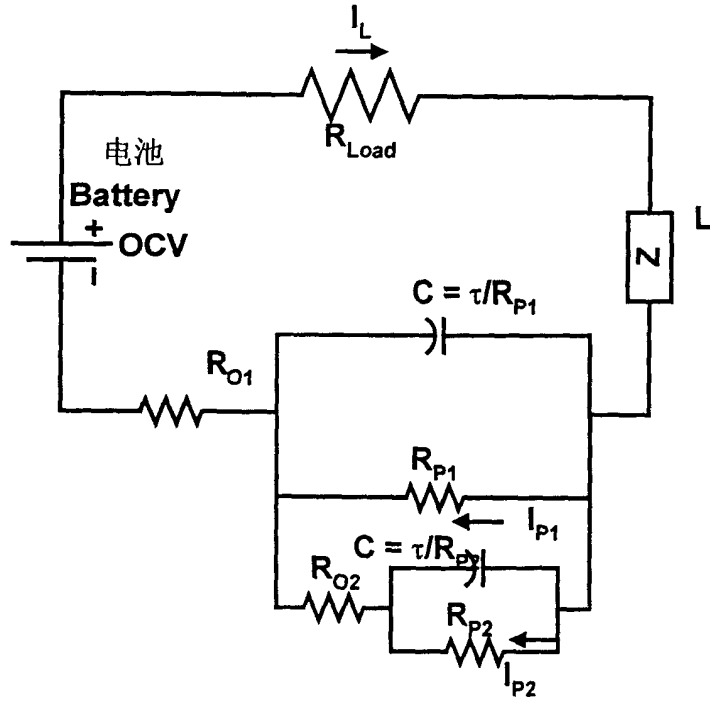 I_L
R_Load
电池
Battery
+
OCV
L
Z
C = τ/R_P1
R_O1
R_P1
I_P1
C = τ/R_P2
R_O2
R_P2
I_P2